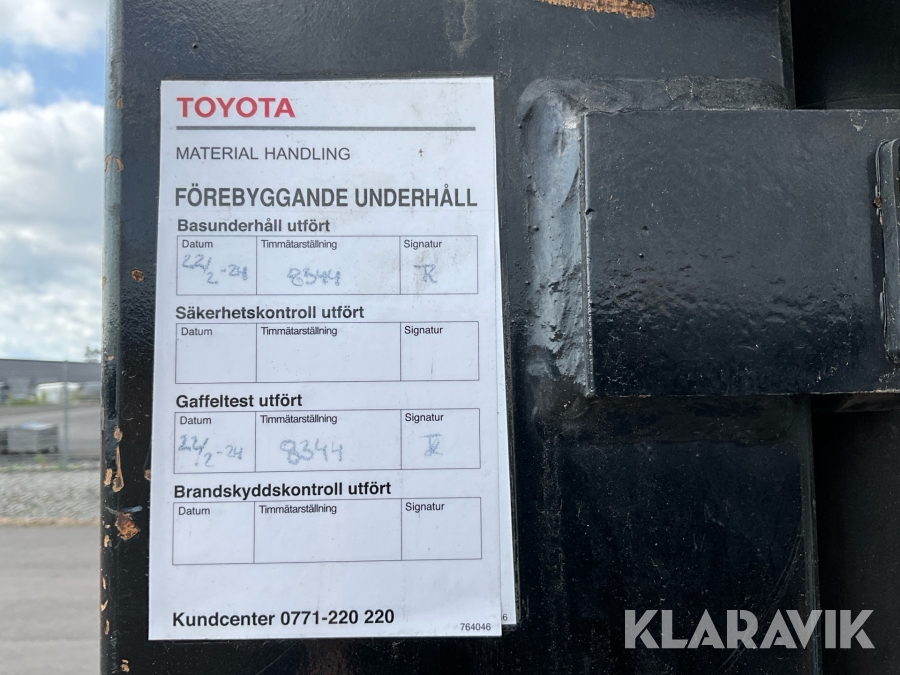 TOYOTA
MATERIAL HANDLING
FÖREBYGGANDE UNDERHÅLL
Basunderhåll utfört
Datum Timmätarställning Signatur
22/2-24 8344
Säkerhetskontroll utfört
Datum Timmätarställning Signatur
Gaffeltest utfört
Datum Timmätarställning Signatur
22/2-24 8344
Brandskyddskontroll utfört
Datum Timmätarställning Signatur
Kundcenter 0771-220 220
764046
6
KLARAVIK